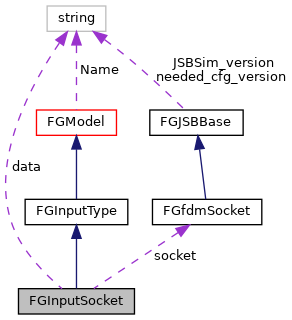 string
JSBSim_version
needed_cfg_version
Name
FGModel
FGJSBBase
data
FGInputType
FGfdmSocket
socket
FGInputSocket